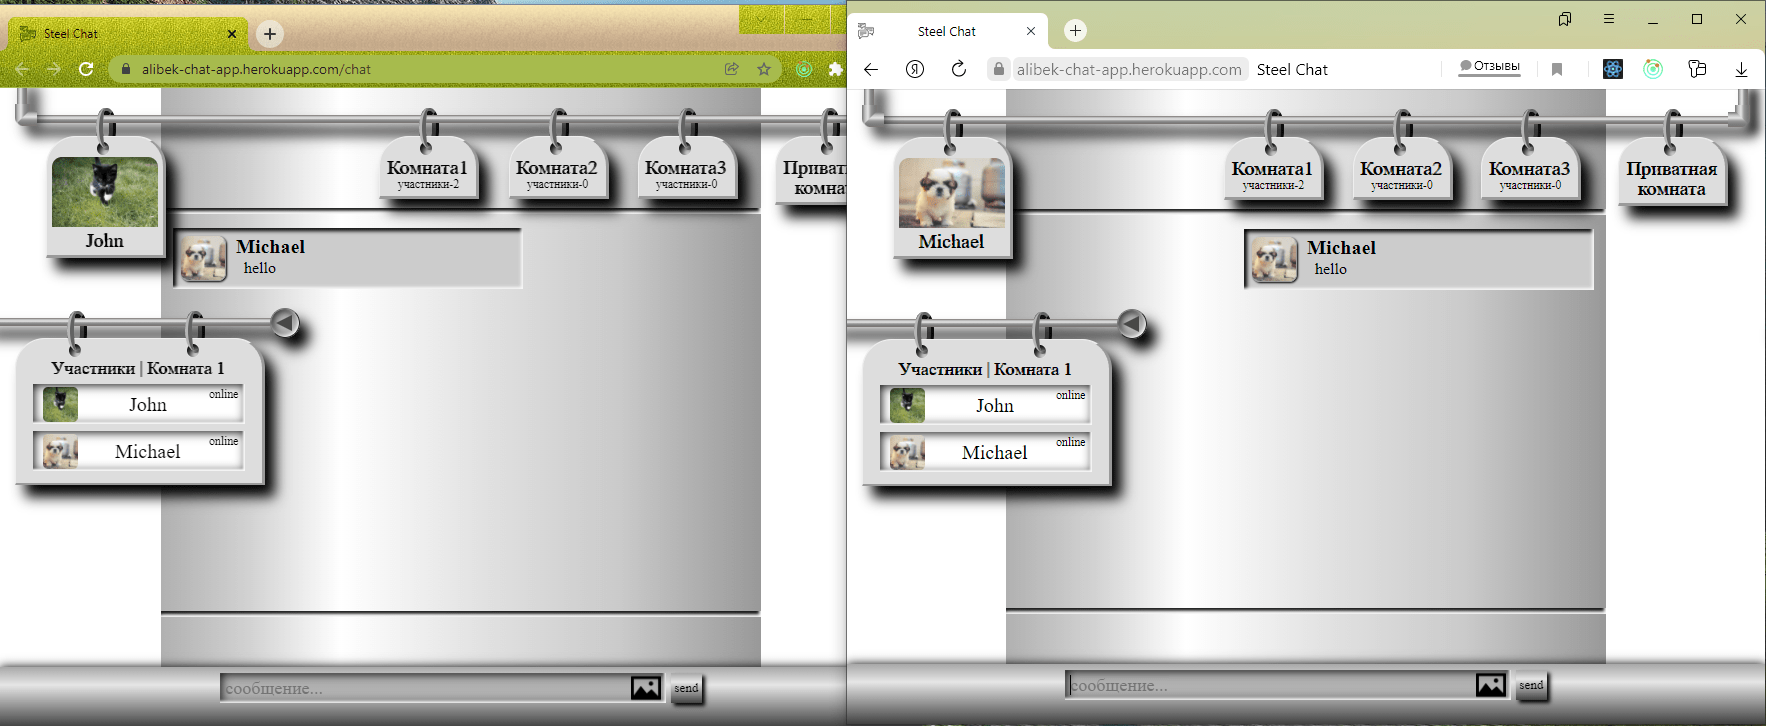 Steel Chat
alibek-chat-app.herokuapp.com/chat
John
Комната1
участники-2
Комната2
участники-0
Комната3
участники-0
Приват
комнат
Michael
hello
Участники | Комната 1
John
online
Michael
online
сообщение...
send
Steel Chat
Я
alibek-chat-app.herokuapp.com
Steel Chat
Отзывы
Michael
Комната1
участники-2
Комната2
участники-0
Комната3
участники-0
Приватная
комната
Michael
hello
Участники | Комната 1
John
online
Michael
online
сообщение...
send